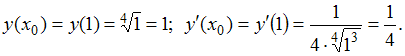 y(x₀) = y(1) = ⁴√1 = 1; y′(x₀) = y′(1) = 1/(4·⁴√1³) = 1/4.